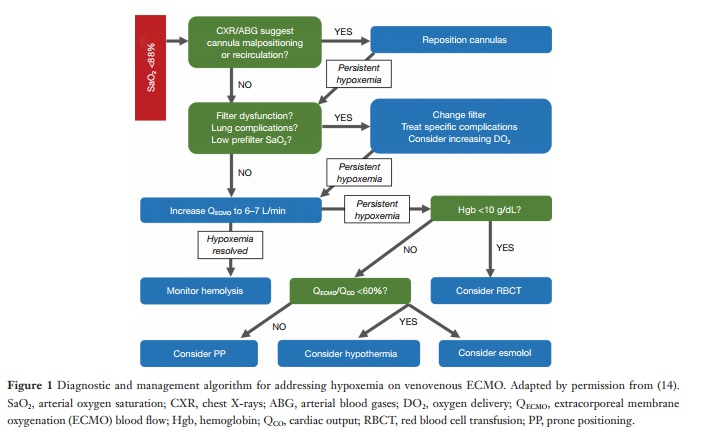 SaO₂ <88%
CXR/ABG suggest
cannula malpositioning
or recirculation?
YES
Reposition cannulas
Persistent
hypoxemia
NO
Filter dysfunction?
Lung complications?
Low prefilter SaO₂?
YES
Change filter
Treat specific complications
Consider increasing DO₂
Persistent
hypoxemia
NO
Increase Q_ECMO to 6–7 L/min
Persistent
hypoxemia
Hgb <10 g/dL?
Hypoxemia
resolved
NO
YES
Monitor hemolysis
Q_ECMO/Q_CO <60%?
Consider RBCT
NO
YES
Consider PP
Consider hypothermia
Consider esmolol
Figure 1 Diagnostic and management algorithm for addressing hypoxemia on venovenous ECMO. Adapted by permission from (14).
SaO₂, arterial oxygen saturation; CXR, chest X-rays; ABG, arterial blood gases; DO₂, oxygen delivery; Q_ECMO, extracorporeal membrane
oxygenation (ECMO) blood flow; Hgb, hemoglobin; Q_CO, cardiac output; RBCT, red blood cell transfusion; PP, prone positioning.